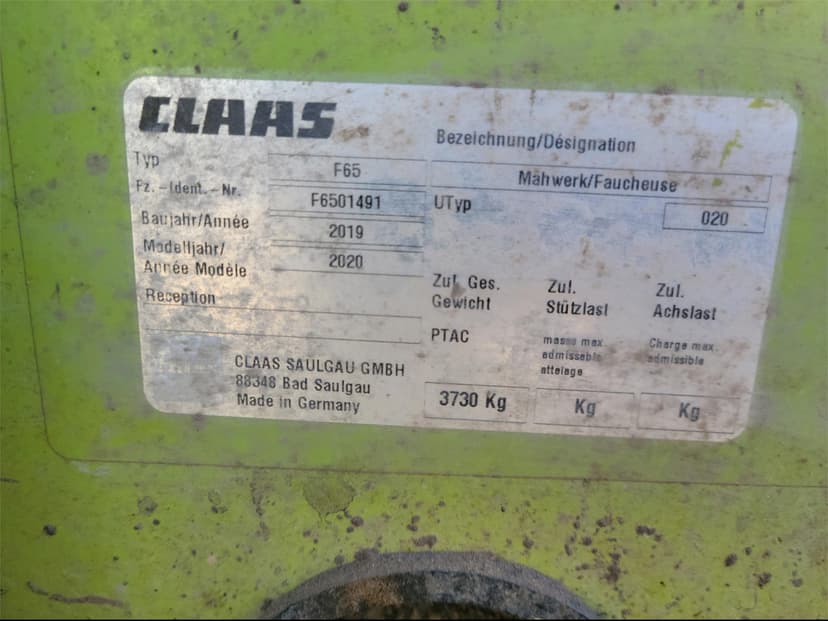 CLAAS
Typ F65
Fz.-Ident.-Nr. F6501491
Baujahr/Année 2019
Modelljahr/
Année Modèle 2020
Reception
CLAAS SAULGAU GMBH
88348 Bad Saulgau
Made in Germany
Bezeichnung/Désignation
Mahwerk/Faucheuse
UTyp 020
Zul. Ges.
Gewicht
PTAC
3730 Kg
Zul.
Stützlast
masse max.
admissable
attelage
Kg
Zul.
Achslast
Charge max.
admissible
Kg